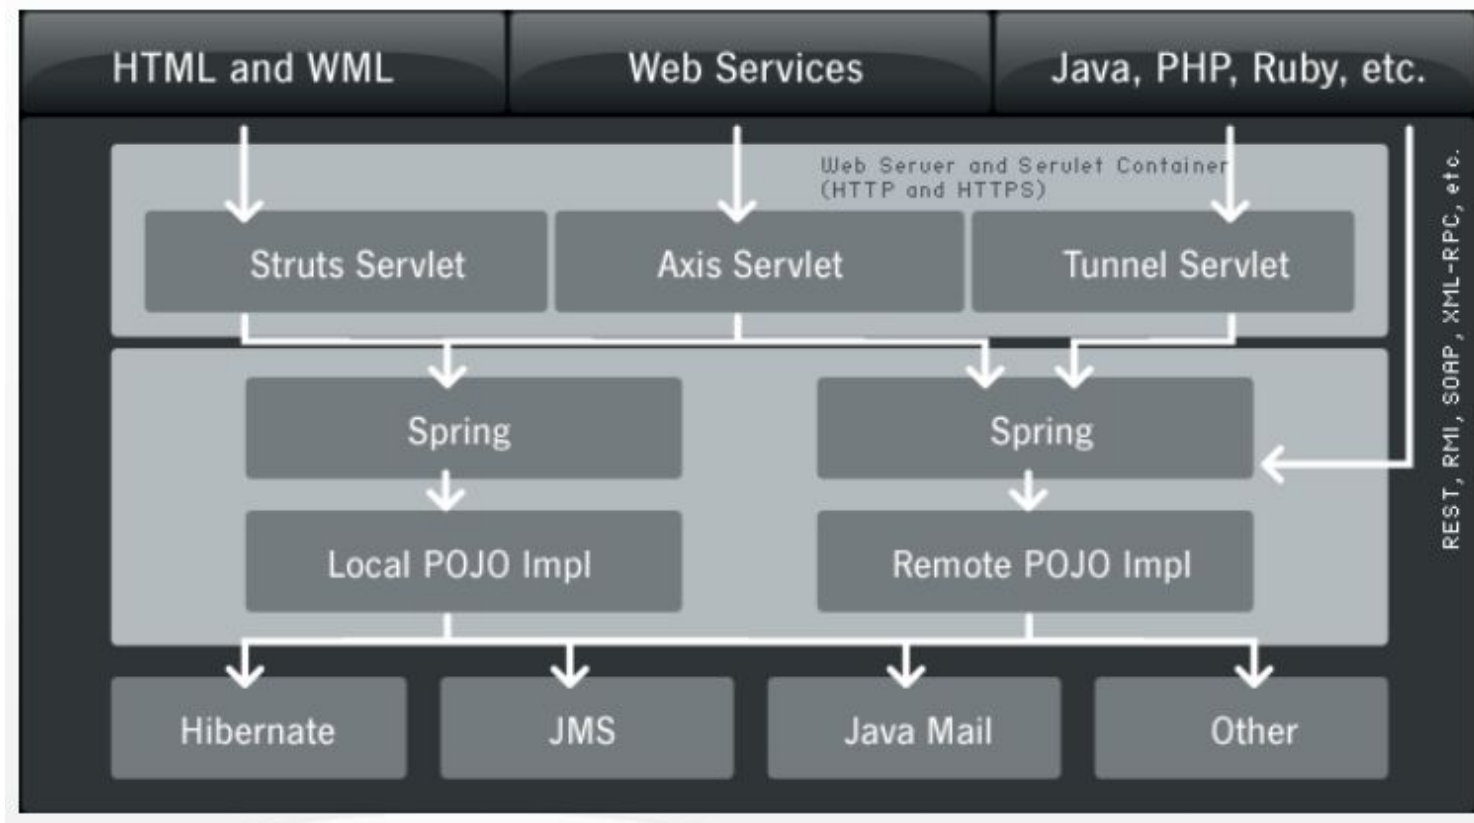 HTML and WML
Web Services
Java, PHP, Ruby, etc.
Web Server and Servlet Container
(HTTP and HTTPS)
Struts Servlet
Axis Servlet
Tunnel Servlet
REST, RMI, SOAP, XML-RPC, etc.
Spring
Spring
Local POJO Impl
Remote POJO Impl
Hibernate
JMS
Java Mail
Other